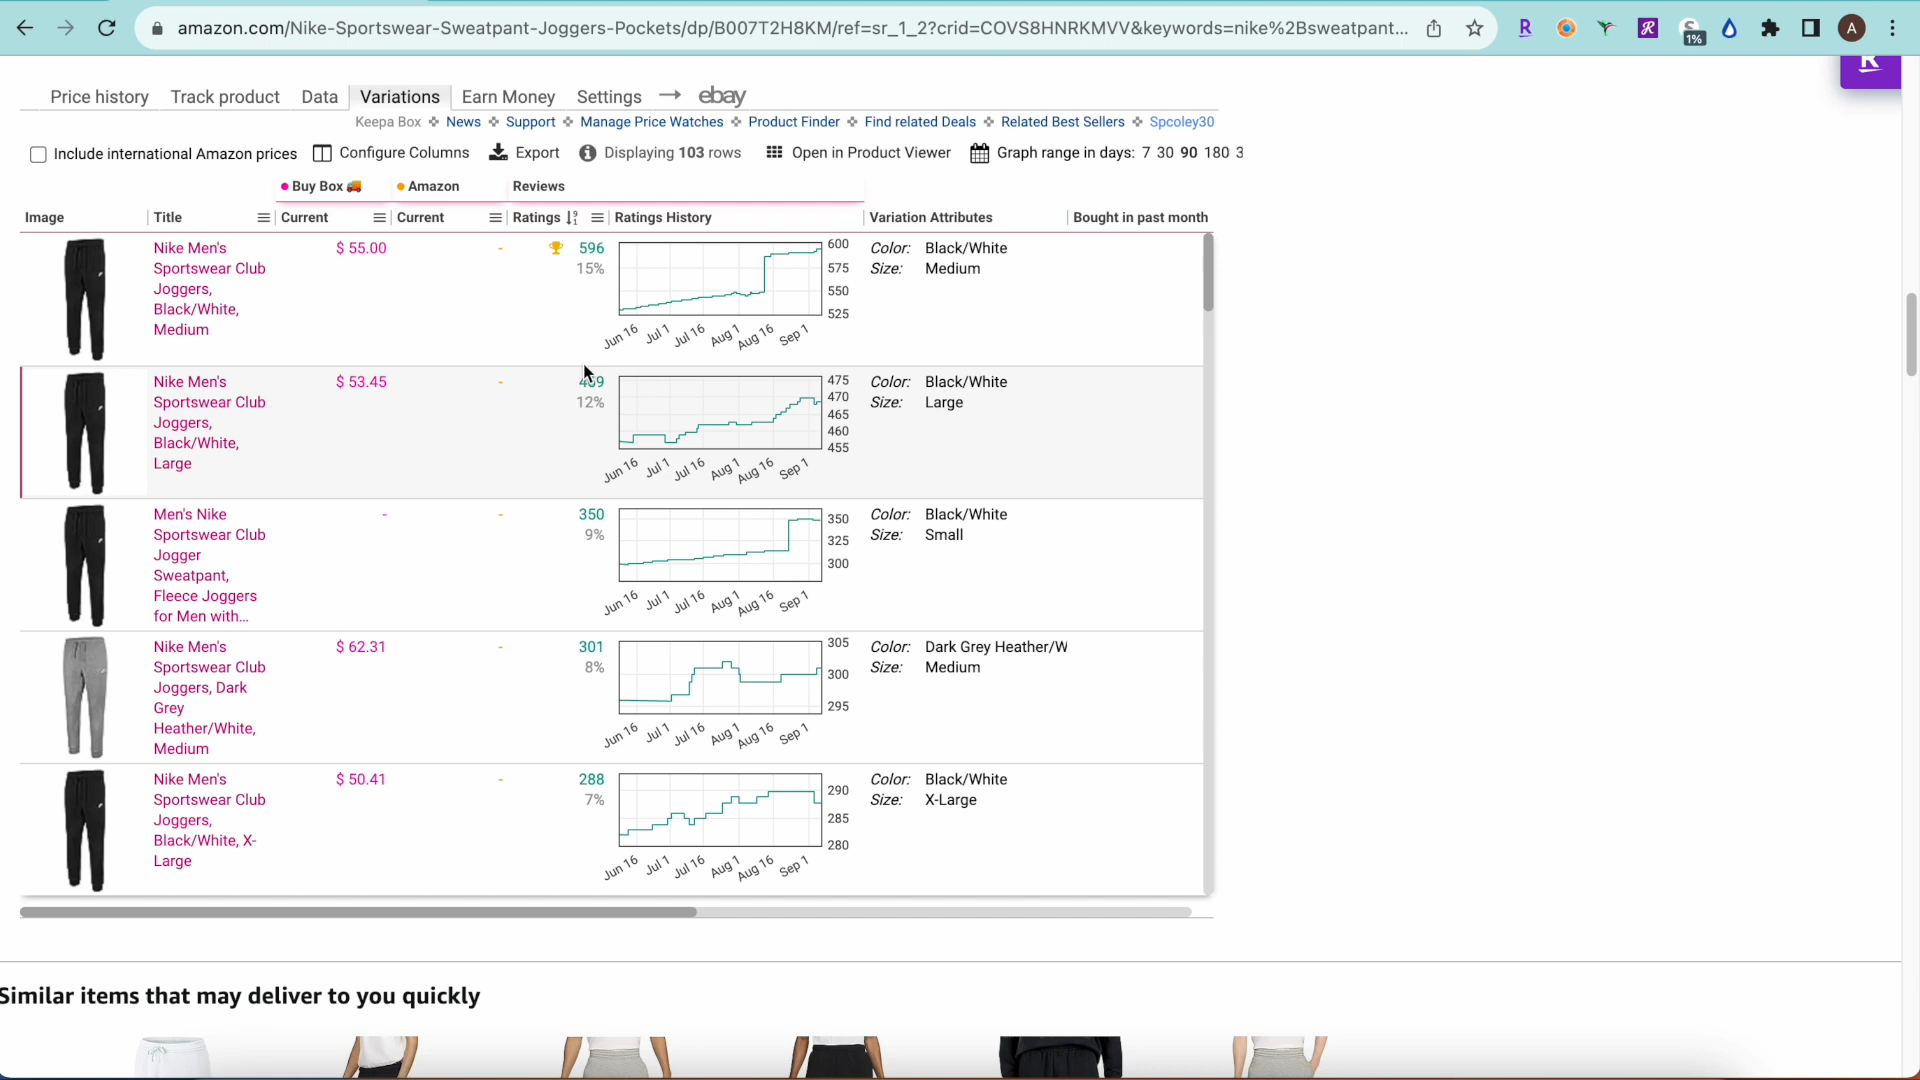 amazon.com/Nike-Sportswear-Sweatpant-Joggers-Pockets/dp/B007T2H8KM/ref=sr_1_2?crid=COVS8HNRKMVV&keywords=nike%2Bsweatpant...
R
1%
A
R
Price history Track product Data Variations Earn Money Settings → ebay
Keepa Box News Support Manage Price Watches Product Finder Find related Deals Related Best Sellers Spcoley30
Include international Amazon prices Configure Columns Export Displaying 103 rows Open in Product Viewer Graph range in days: 7 30 90 180 3
Buy Box Amazon Reviews
Image Title Current Current Ratings Ratings History Variation Attributes Bought in past month
Nike Men's
Sportswear Club
Joggers,
Black/White,
Medium
$ 55.00
-
596
15%
600
575
550
525
Jun 16 Jul 1 Jul 16 Aug 1 Aug 16 Sep 1
Color: Black/White
Size: Medium
Nike Men's
Sportswear Club
Joggers,
Black/White,
Large
$ 53.45
-
469
12%
475
470
465
460
455
Jun 16 Jul 1 Jul 16 Aug 1 Aug 16 Sep 1
Color: Black/White
Size: Large
Men's Nike
Sportswear Club
Jogger
Sweatpant,
Fleece Joggers
for Men with...
-
-
350
9%
350
325
300
Jun 16 Jul 1 Jul 16 Aug 1 Aug 16 Sep 1
Color: Black/White
Size: Small
Nike Men's
Sportswear Club
Joggers, Dark
Grey
Heather/White,
Medium
$ 62.31
-
301
8%
305
300
295
Jun 16 Jul 1 Jul 16 Aug 1 Aug 16 Sep 1
Color: Dark Grey Heather/W
Size: Medium
Nike Men's
Sportswear Club
Joggers,
Black/White, X-
Large
$ 50.41
-
288
7%
290
285
280
Jun 16 Jul 1 Jul 16 Aug 1 Aug 16 Sep 1
Color: Black/White
Size: X-Large
Similar items that may deliver to you quickly